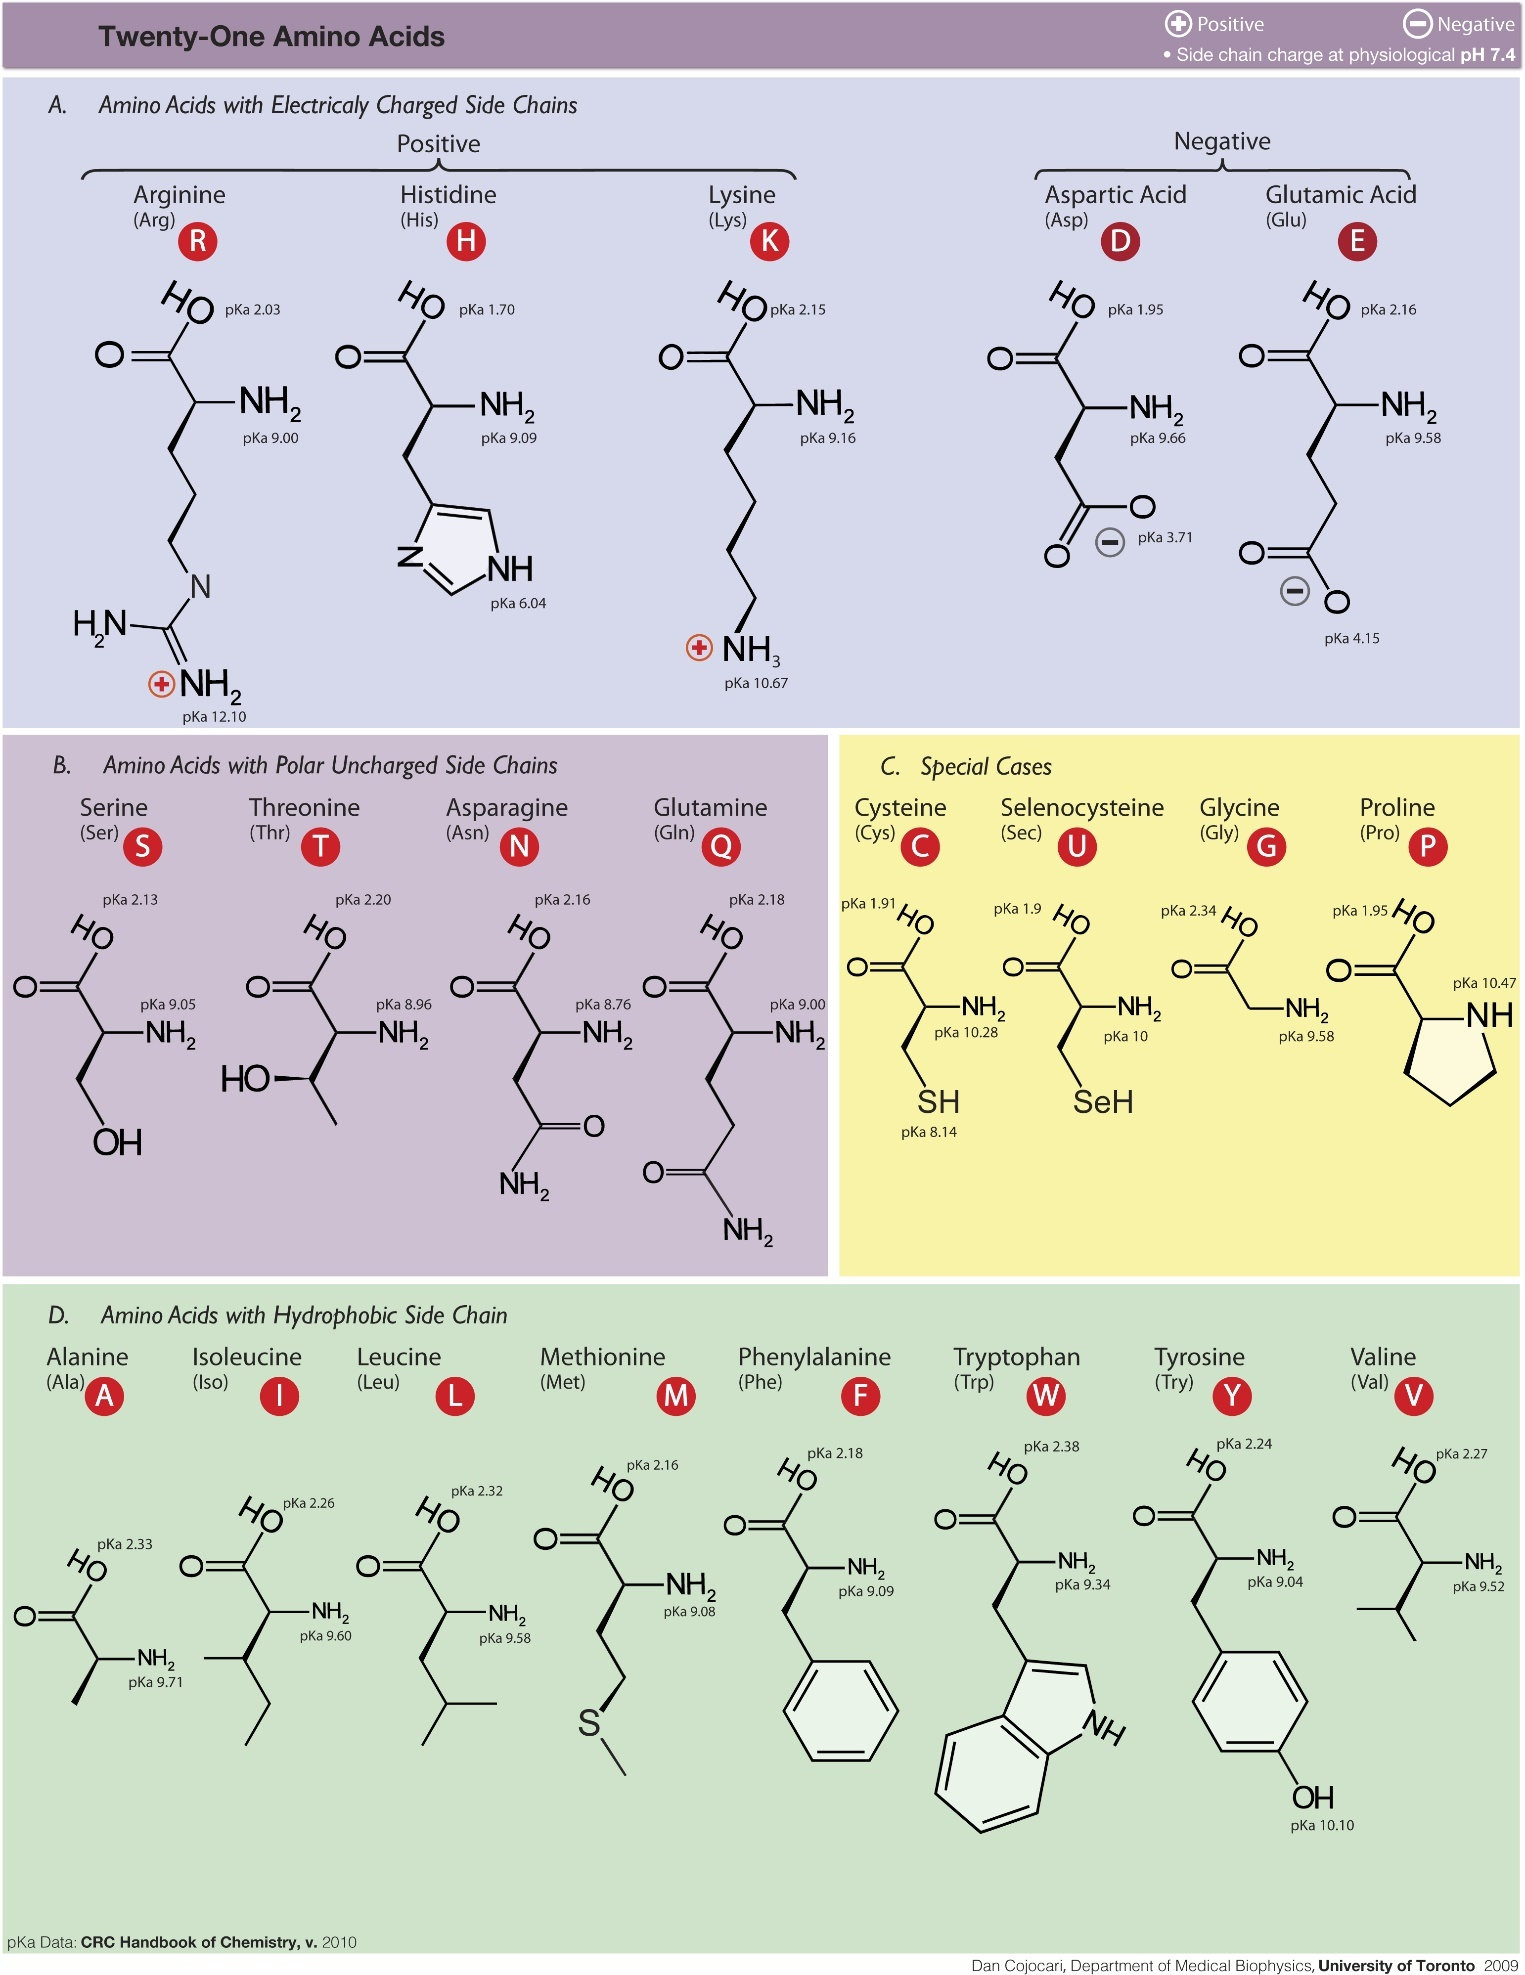 Twenty-One Amino Acids
+ Positive
− Negative
• Side chain charge at physiological pH 7.4
A. Amino Acids with Electricaly Charged Side Chains
Positive
Negative
Arginine
(Arg)
R
HO
pKa 2.03
O
NH2
pKa 9.00
N
H2N
+ NH2
pKa 12.10
Histidine
(His)
H
HO
pKa 1.70
O
NH2
pKa 9.09
N
NH
pKa 6.04
Lysine
(Lys)
K
HO
pKa 2.15
O
NH2
pKa 9.16
+ NH3
pKa 10.67
Aspartic Acid
(Asp)
D
HO
pKa 1.95
O
NH2
pKa 9.66
O
−
pKa 3.71
O
Glutamic Acid
(Glu)
E
HO
pKa 2.16
O
NH2
pKa 9.58
O
−
O
pKa 4.15
B. Amino Acids with Polar Uncharged Side Chains
Serine
(Ser)
S
pKa 2.13
HO
O
pKa 9.05
NH2
OH
Threonine
(Thr)
T
pKa 2.20
HO
O
pKa 8.96
NH2
HO
Asparagine
(Asn)
N
pKa 2.16
HO
O
pKa 8.76
NH2
O
NH2
Glutamine
(Gln)
Q
pKa 2.18
HO
O
pKa 9.00
NH2
O
NH2
C. Special Cases
Cysteine
(Cys)
C
pKa 1.91
HO
O
NH2
pKa 10.28
SH
pKa 8.14
Selenocysteine
(Sec)
U
pKa 1.9
HO
O
NH2
pKa 10
SeH
Glycine
(Gly)
G
pKa 2.34
HO
O
NH2
pKa 9.58
Proline
(Pro)
P
pKa 1.95
HO
O
pKa 10.47
NH
D. Amino Acids with Hydrophobic Side Chain
Alanine
(Ala)
A
pKa 2.33
HO
O
NH2
pKa 9.71
Isoleucine
(Iso)
I
pKa 2.26
HO
O
NH2
pKa 9.60
Leucine
(Leu)
L
pKa 2.32
HO
O
NH2
pKa 9.58
Methionine
(Met)
M
pKa 2.16
HO
O
NH2
pKa 9.08
S
Phenylalanine
(Phe)
F
pKa 2.18
HO
O
NH2
pKa 9.09
Tryptophan
(Trp)
W
pKa 2.38
HO
O
NH2
pKa 9.34
NH
Tyrosine
(Try)
Y
pKa 2.24
HO
O
NH2
pKa 9.04
OH
pKa 10.10
Valine
(Val)
V
pKa 2.27
HO
O
NH2
pKa 9.52
pKa Data: CRC Handbook of Chemistry, v. 2010
Dan Cojocari, Department of Medical Biophysics, University of Toronto 2009